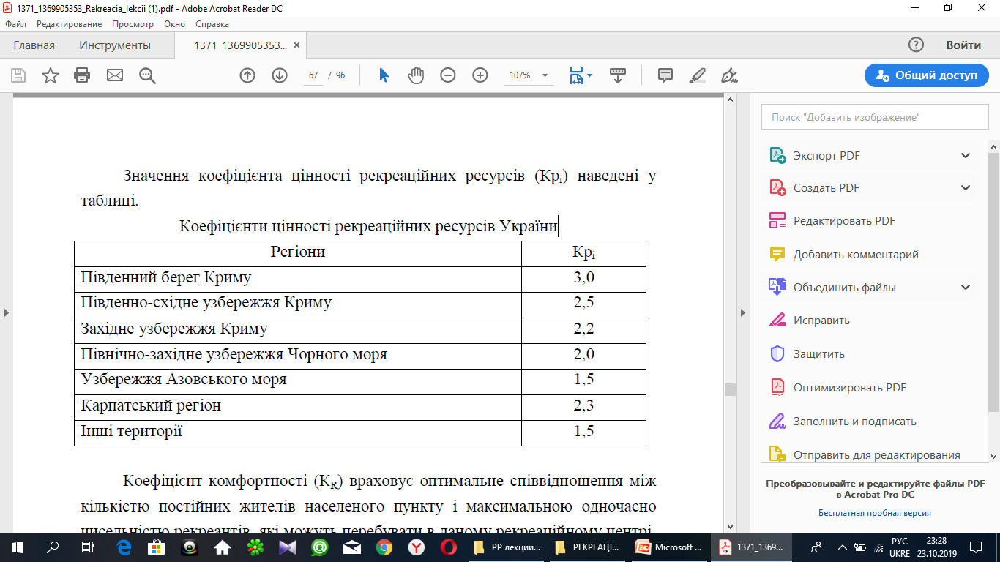 1371_1369905353_Rekreacia_lekcii (1).pdf - Adobe Acrobat Reader DC
Файл Редактирование Просмотр Окно Справка
Главная Инструменты 1371_1369905353... × Войти
67 / 96 107% Общий доступ
Значення коефіцієнта цінності рекреаційних ресурсів (Крi) наведені у
таблиці.
Коефіцієнти цінності рекреаційних ресурсів України
Регіони Крi
Південний берег Криму 3,0
Південно-східне узбережжя Криму 2,5
Західне узбережжя Криму 2,2
Північно-західне узбережжя Чорного моря 2,0
Узбережжя Азовського моря 1,5
Карпатський регіон 2,3
Інші території 1,5
Коефіцієнт комфортності (КR) враховує оптимальне співвідношення між
кількістю постійних жителів населеного пункту і максимальною одночасно
чисельністю рекреантів, які можуть перебувати в даному рекреаційному центрі.
Поиск "Добавить изображение"
Экспорт PDF
Создать PDF
Редактировать PDF
Добавить комментарий
Объединить файлы
Исправить
Защитить
Оптимизировать PDF
Заполнить и подписать
Отправить для редактирования
Преобразовывайте и редактируйте файлы PDF
в Acrobat Pro DC
Бесплатная пробная версия
PP лекции... РЕКРЕАЦІ... Microsoft ... 1371_1369...
РУС
UKRE
23:28
23.10.2019